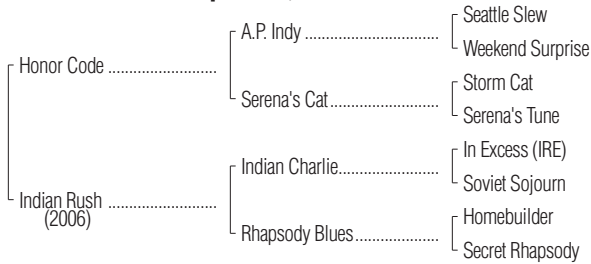 Seattle Slew
A.P. Indy ..............................
Weekend Surprise
Honor Code ........................
Storm Cat
Serena's Cat........................
Serena's Tune
In Excess (IRE)
Indian Charlie......................
Soviet Sojourn
Indian Rush ........................
(2006)
Homebuilder
Rhapsody Blues...................
Secret Rhapsody